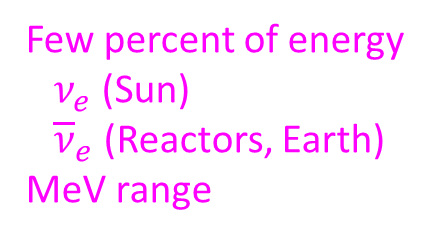 Few percent of energy
νₑ (Sun)
ν̅ₑ (Reactors, Earth)
MeV range